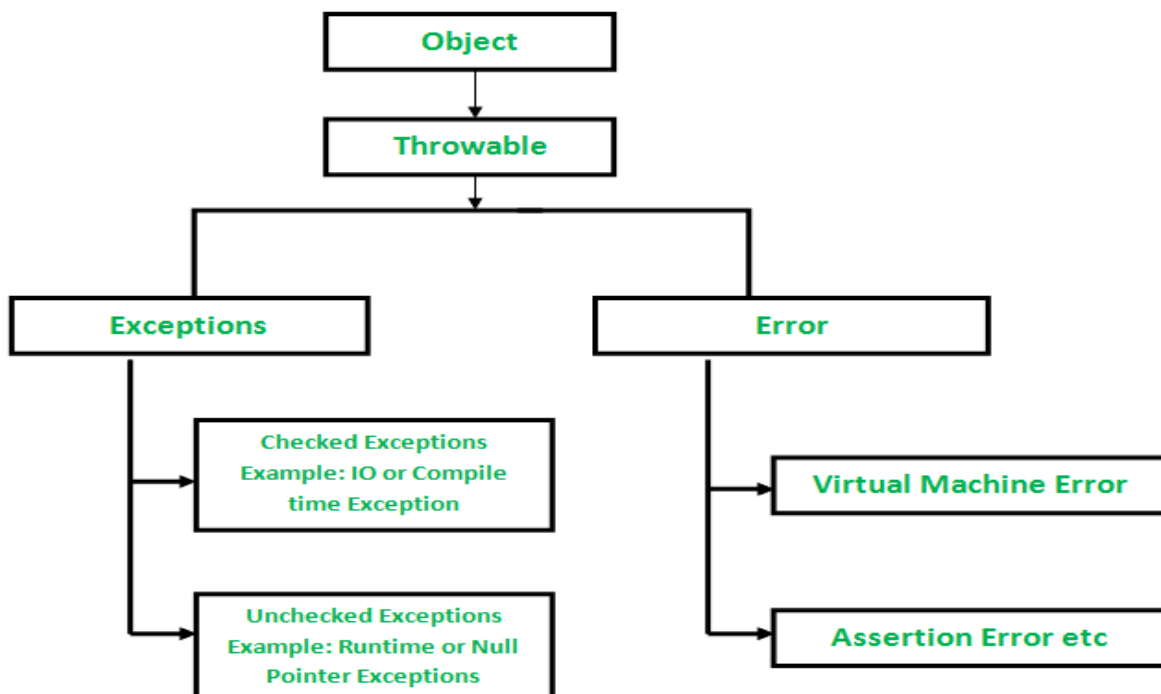 Object
Throwable
Exceptions
Error
Checked Exceptions
Example: IO or Compile
time Exception
Virtual Machine Error
Unchecked Exceptions
Example: Runtime or Null
Pointer Exceptions
Assertion Error etc